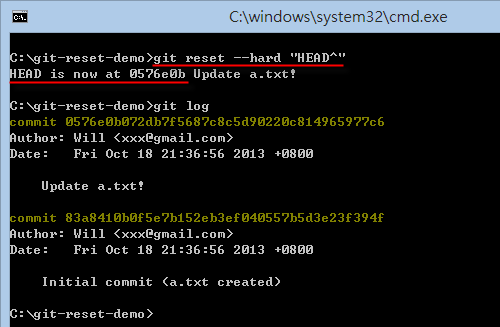 C:\windows\system32\cmd.exe
C:\git-reset-demo>git reset --hard "HEAD^"
HEAD is now at 0576e0b Update a.txt!
C:\git-reset-demo>git log
commit 0576e0b072db7f5687c8c5d90220c814965977c6
Author: Will <xxx@gmail.com>
Date:   Fri Oct 18 21:36:56 2013 +0800
    Update a.txt!
commit 83a8410b0f5e7b152eb3ef040557b5d3e23f394f
Author: Will <xxx@gmail.com>
Date:   Fri Oct 18 21:36:56 2013 +0800
    Initial commit (a.txt created)
C:\git-reset-demo>